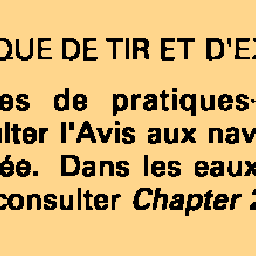 QUE DE TIR ET D'EX
es de pratiques-
ulter l'Avis aux nav
ée. Dans les eaux
consulter Chapter 2